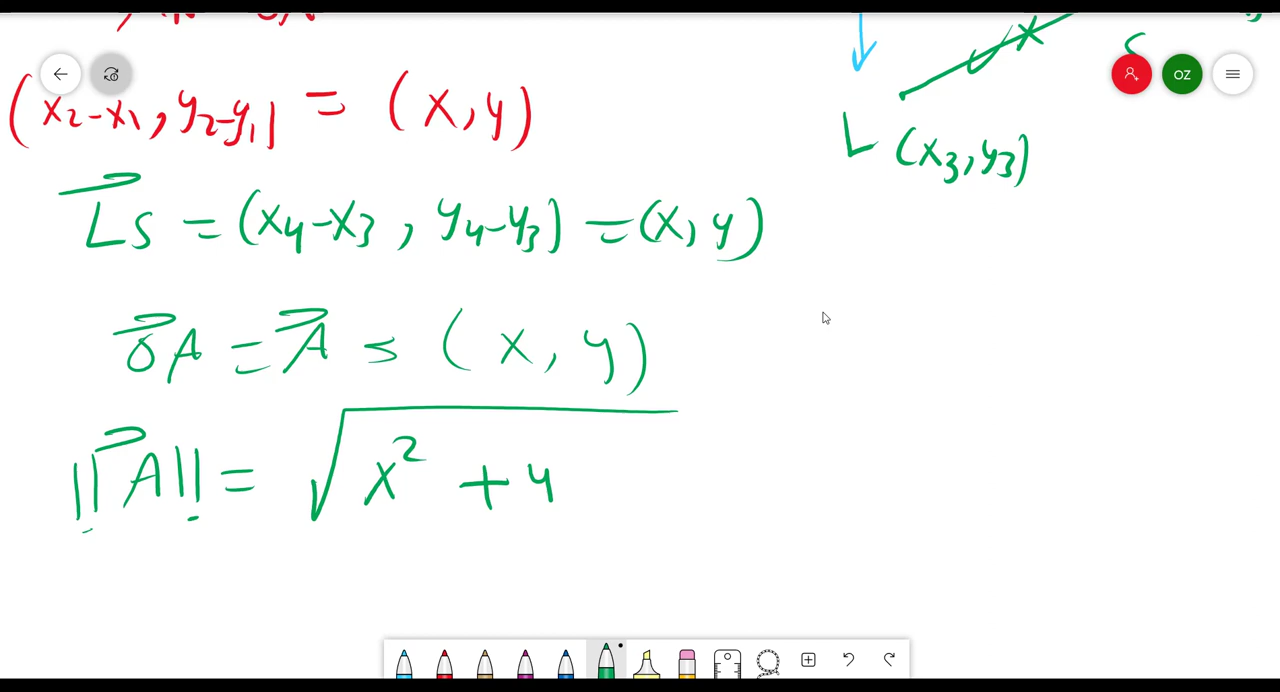 (x₂-x₁, y₂-y₁) = (x, y)
L (x₃, y₃)
OZ
→LS = (x₄-x₃, y₄-y₃) = (x, y)
→OA = →A = (x, y)
||→A|| = √x² + y